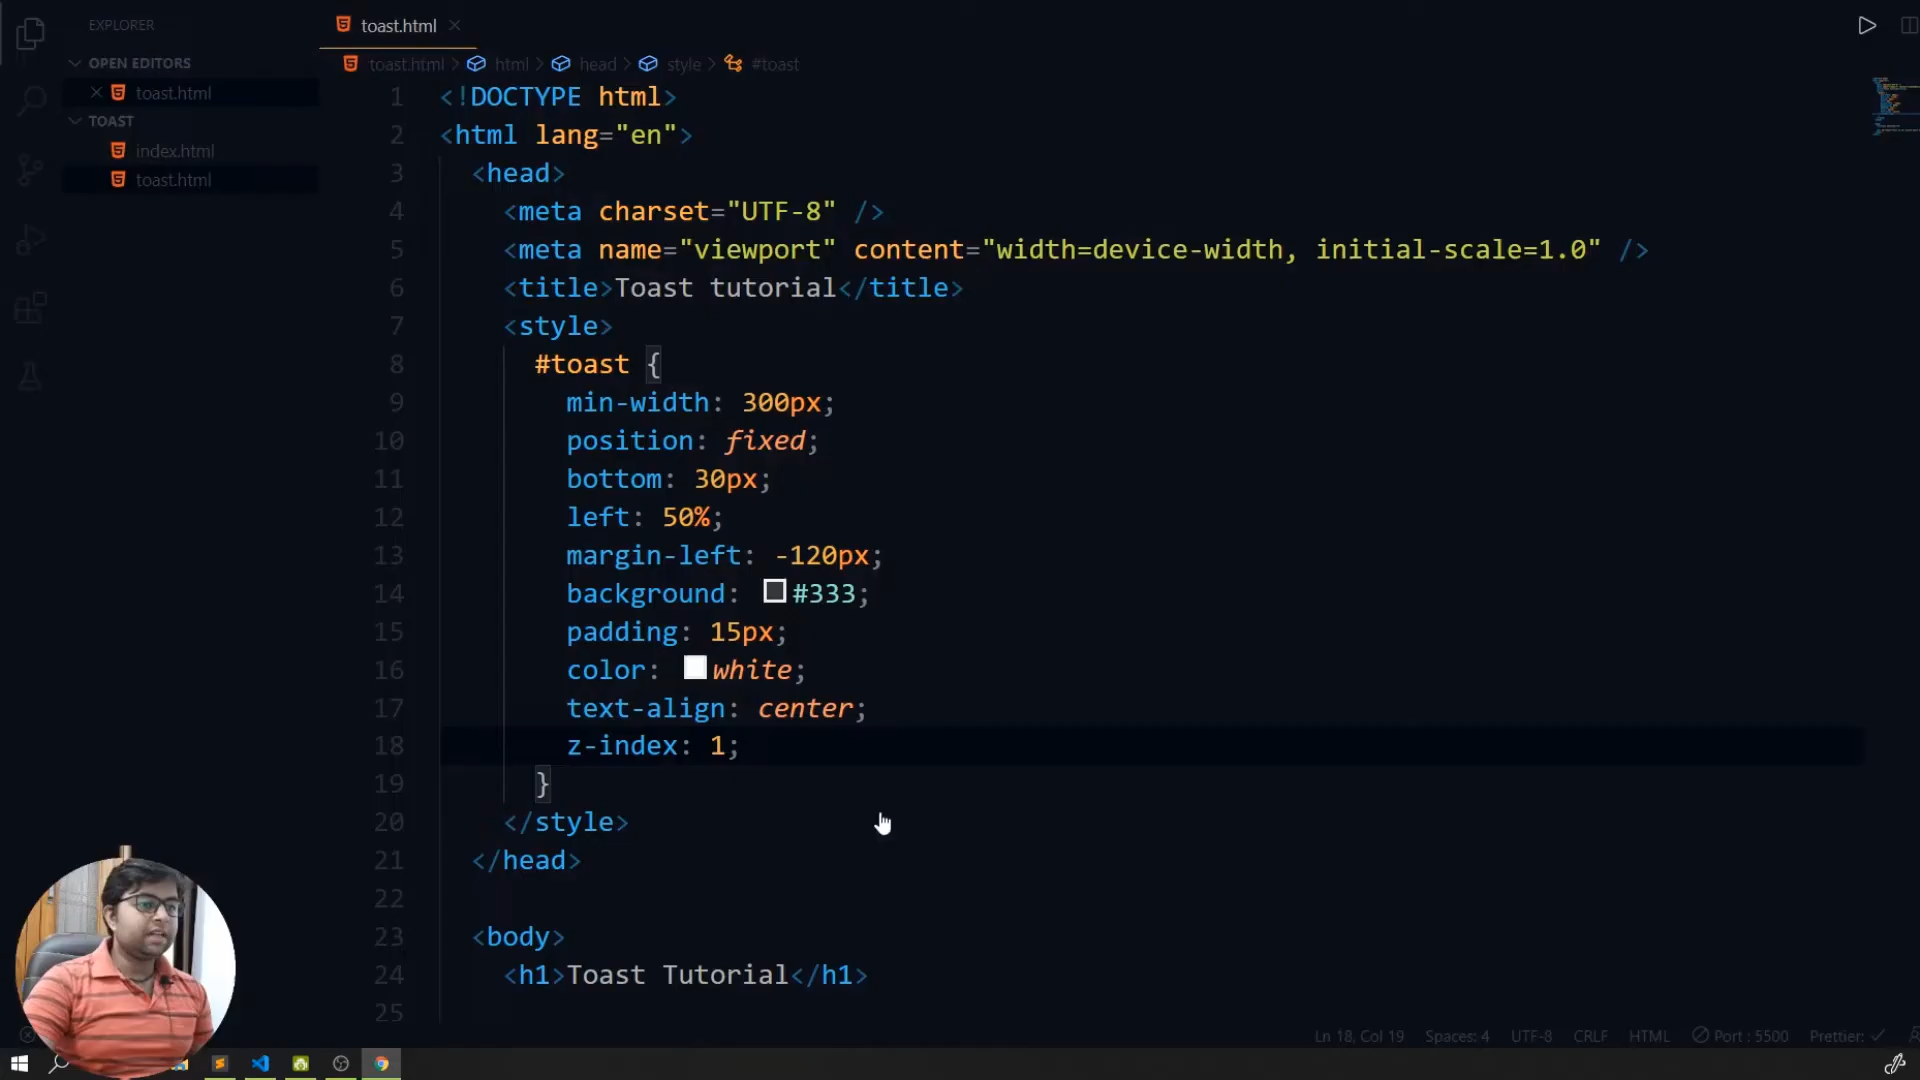 EXPLORER
OPEN EDITORS
toast.html
TOAST
index.html
toast.html
toast.html
toast.html > html > head > style > #toast
1 <!DOCTYPE html>
2 <html lang="en">
3 <head>
4 <meta charset="UTF-8" />
5 <meta name="viewport" content="width=device-width, initial-scale=1.0" />
6 <title>Toast tutorial</title>
7 <style>
8 #toast {
9 min-width: 300px;
10 position: fixed;
11 bottom: 30px;
12 left: 50%;
13 margin-left: -120px;
14 background: #333;
15 padding: 15px;
16 color: white;
17 text-align: center;
18 z-index: 1;
19 }
20 </style>
21 </head>
22
23 <body>
24 <h1>Toast Tutorial</h1>
25
Ln 18, Col 19 Spaces: 4 UTF-8 CRLF HTML Port : 5500 Prettier: ✓